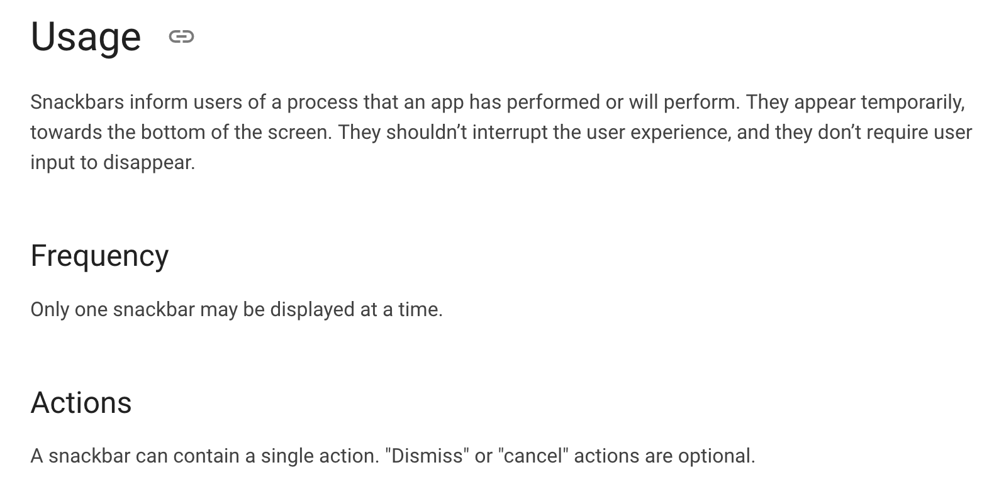 Usage
Snackbars inform users of a process that an app has performed or will perform. They appear temporarily,
towards the bottom of the screen. They shouldn’t interrupt the user experience, and they don’t require user
input to disappear.
Frequency
Only one snackbar may be displayed at a time.
Actions
A snackbar can contain a single action. "Dismiss" or "cancel" actions are optional.